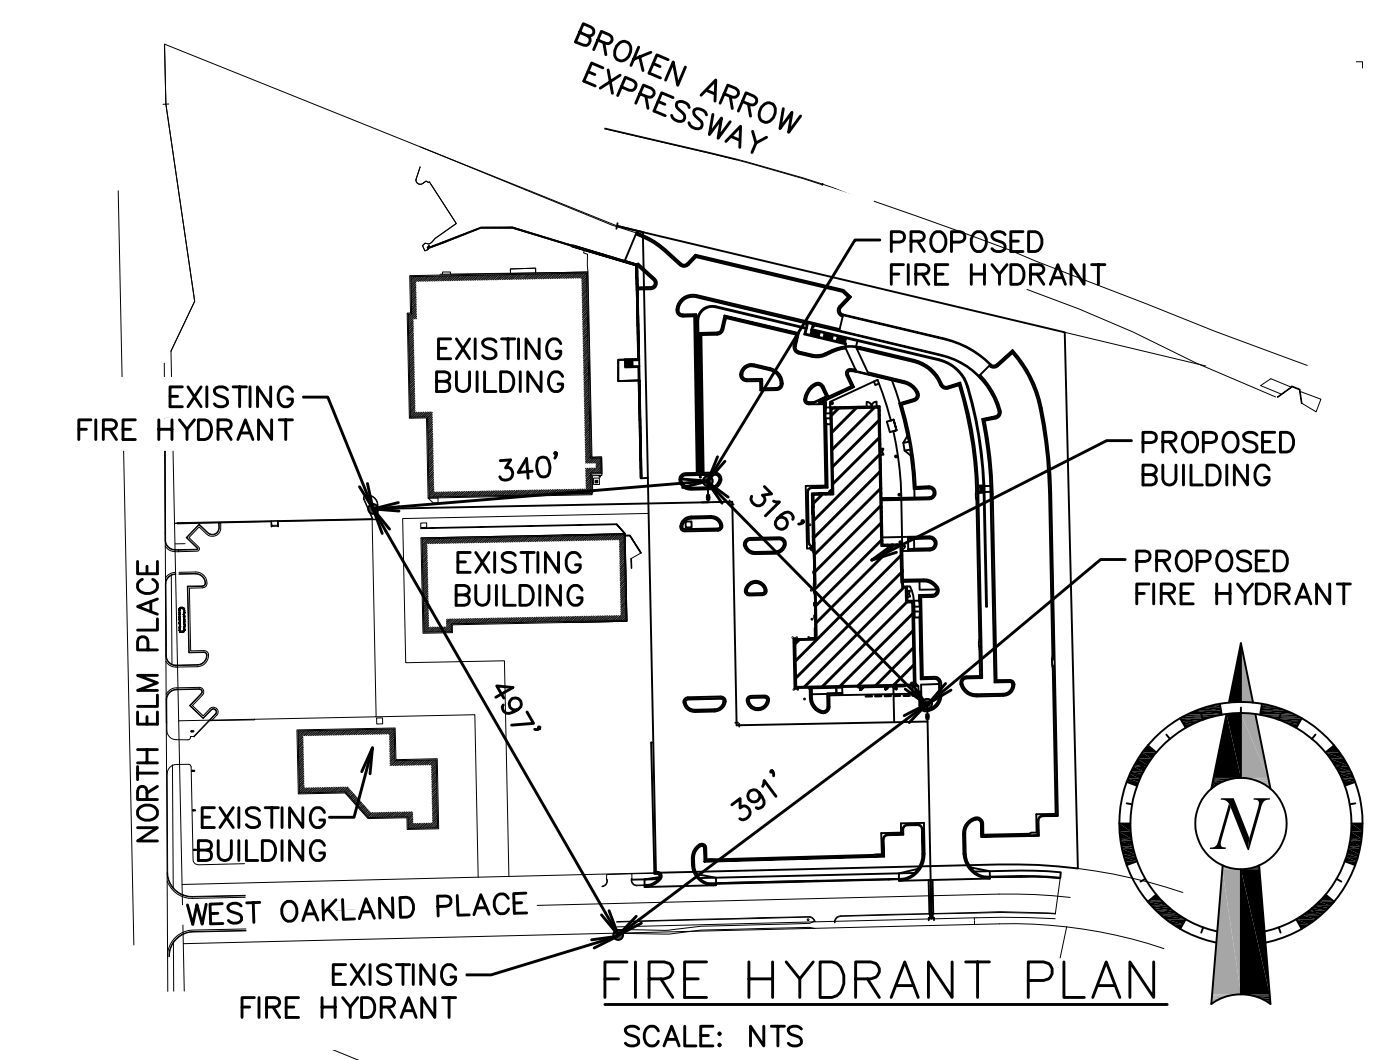 BROKEN ARROW
EXPRESSWAY
PROPOSED
FIRE HYDRANT
EXISTING
BUILDING
EXISTING
FIRE HYDRANT
340'
316'
PROPOSED
BUILDING
EXISTING
BUILDING
PROPOSED
FIRE HYDRANT
NORTH ELM PLACE
497'
391'
EXISTING
BUILDING
N
WEST OAKLAND PLACE
EXISTING
FIRE HYDRANT
FIRE HYDRANT PLAN
SCALE: NTS